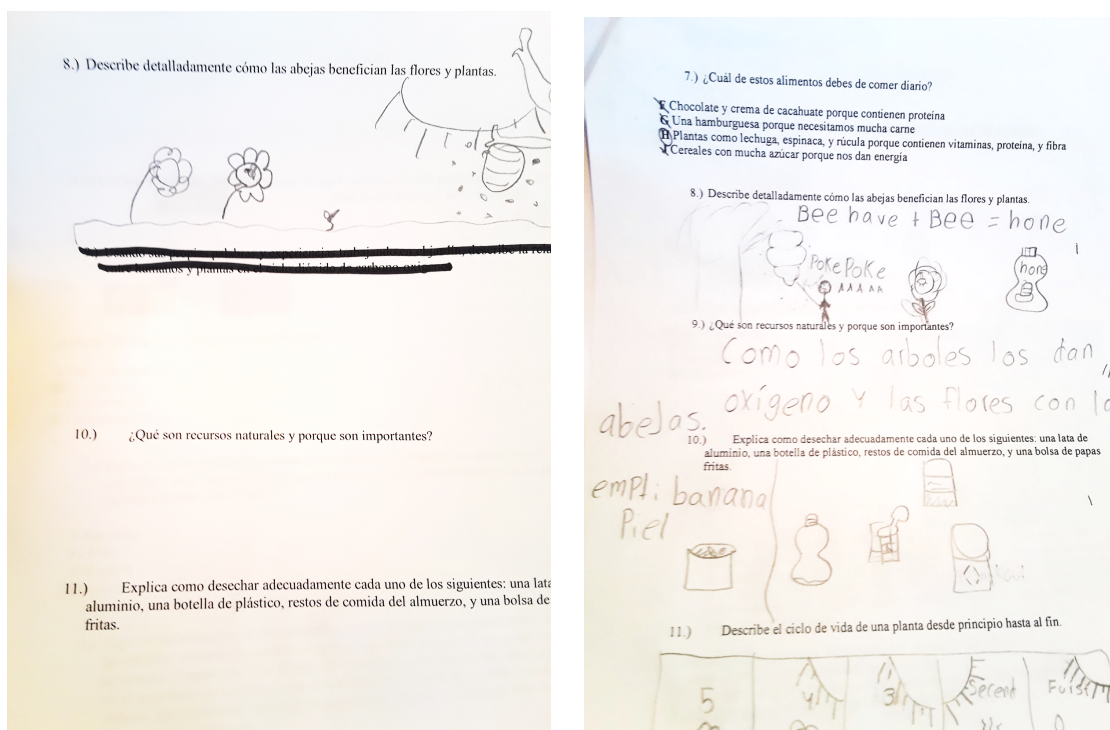 8.) Describe detalladamente cómo las abejas benefician las flores y plantas.
10.) ¿Qué son recursos naturales y porque son importantes?
11.) Explica como desechar adecuadamente cada uno de los siguientes: una lata
aluminio, una botella de plástico, restos de comida del almuerzo, y una bolsa de
fritas.
7.) ¿Cuál de estos alimentos debes de comer diario?
Chocolate y crema de cacahuate porque contienen proteína
Una hamburguesa porque necesitamos mucha carne
Plantas como lechuga, espinaca, y rúcula porque contienen vitaminas, proteína, y fibra
Cereales con mucha azúcar porque nos dan energía
8.) Describe detalladamente cómo las abejas benefician las flores y plantas.
Bee have + Bee = hone
Poke Poke
hone
9.) ¿Qué son recursos naturales y porque son importantes?
Como los arboles los dan
oxígeno y las flores con la
abejas.
10.) Explica como desechar adecuadamente cada uno de los siguientes: una lata de
aluminio, una botella de plástico, restos de comida del almuerzo, y una bolsa de papas
fritas.
empti banana
Piel
11.) Describe el ciclo de vida de una planta desde principio hasta al fin.
5 4 3 Secent Fuist